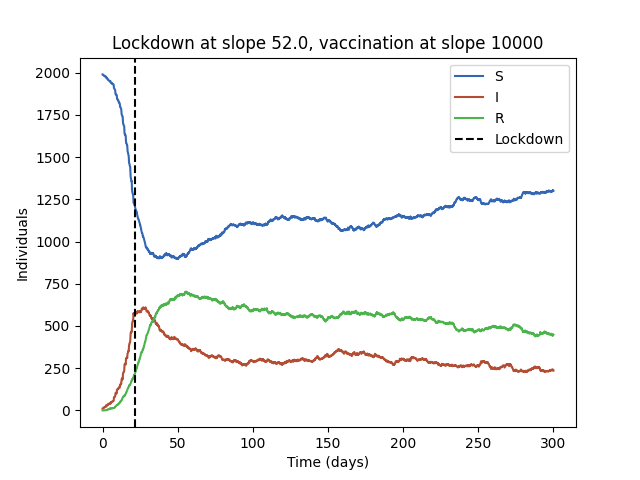 Lockdown at slope 52.0, vaccination at slope 10000
S
I
R
Lockdown
Individuals
2000
1750
1500
1250
1000
750
500
250
0
0 50 100 150 200 250 300
Time (days)